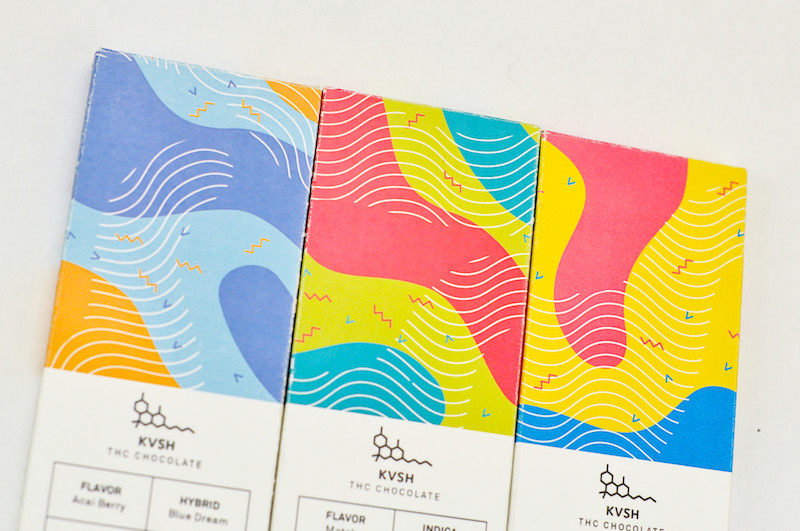 KVSH
THC CHOCOLATE
FLAVOR
Acai Berry
HYBRID
Blue Dream
KVSH
THC CHOCOLATE
FLAVOR
INDICA
KVSH
THC CHOCOLATE